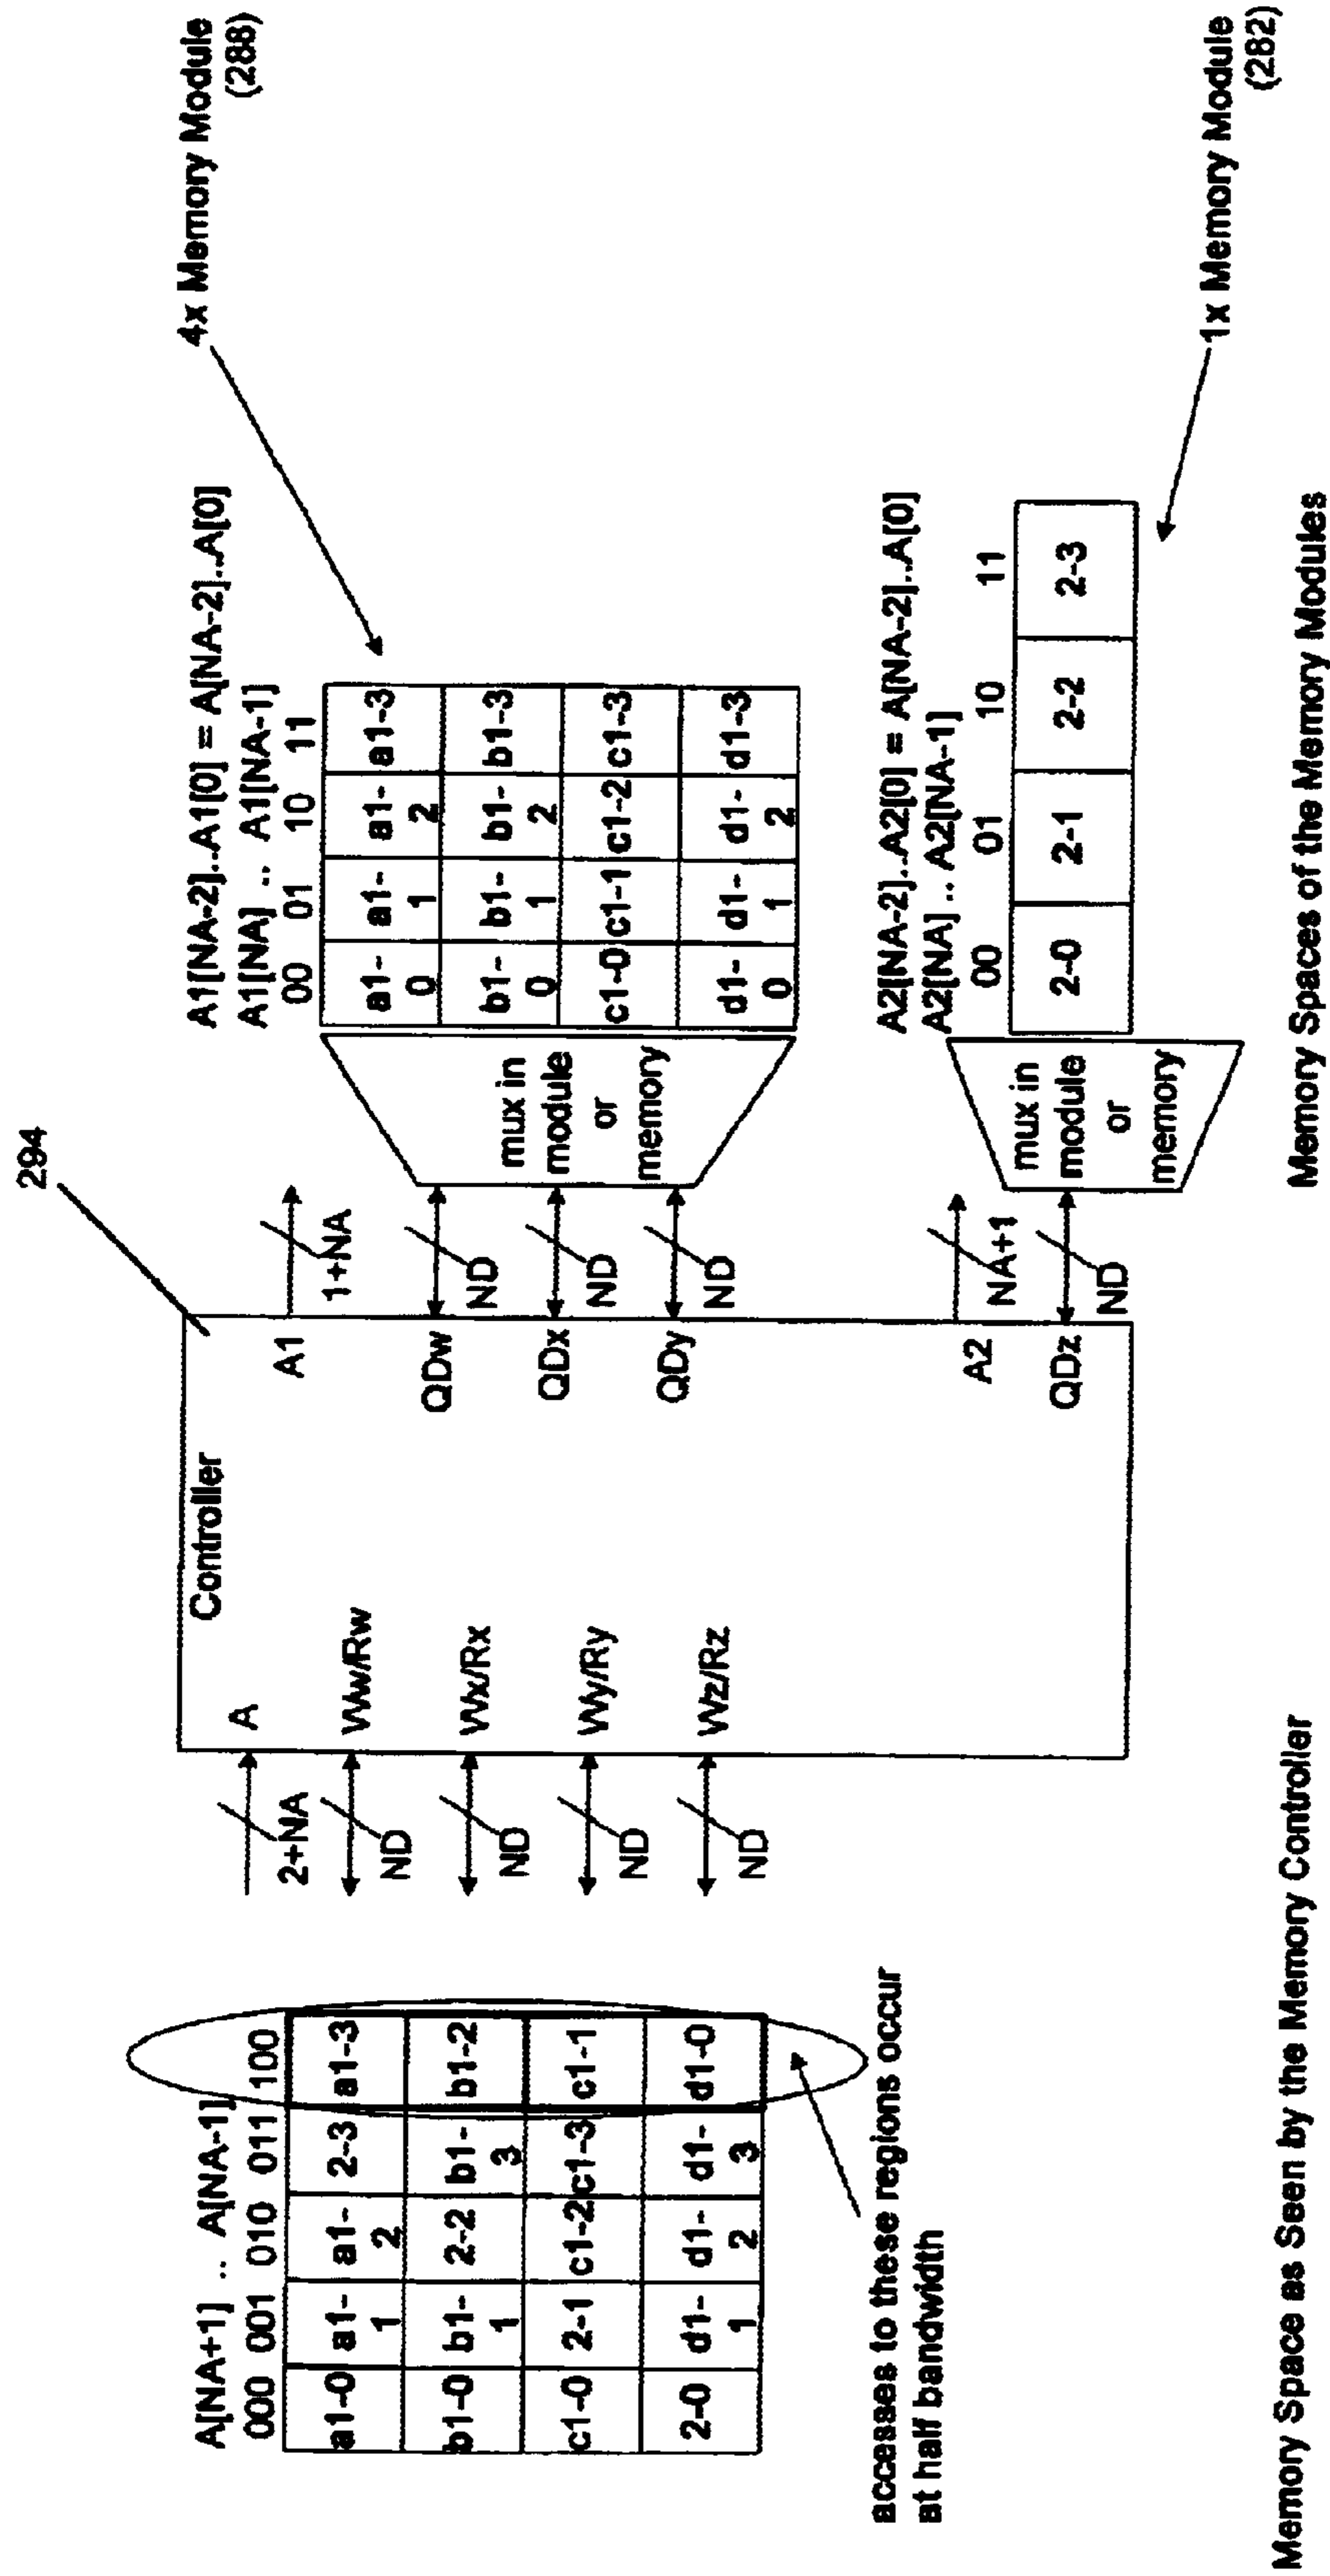 294
4x Memory Module
(288)
A1[NA-2]..A1[0] = A[NA-2]..A[0]
A1[NA] .. A1[NA-1]
00 01 10 11
a1-0 a1-1 a1-2 a1-3
b1-0 b1-1 b1-2 b1-3
c1-0 c1-1 c1-2 c1-3
d1-0 d1-1 d1-2 d1-3
mux in
module
or
memory
A[NA+1] .. A[NA-1]
000 001 010 011 100
a1-0 a1-1 a1-2 2-3 a1-3
b1-0 b1-1 2-2 b1-3 b1-2
c1-0 2-1 c1-2 c1-3 c1-1
2-0 d1-1 d1-2 d1-3 d1-0
accesses to these regions occur
at half bandwidth
Controller
A
2+NA
Ww/Rw
ND
Wx/Rx
ND
Wy/Ry
ND
Wz/Rz
ND
A1
1+NA
QDw
ND
QDx
ND
QDy
ND
A2
NA+1
QDz
ND
A2[NA-2]..A2[0] = A[NA-2]..A[0]
A2[NA] .. A2[NA-1]
00 01 10 11
2-0 2-1 2-2 2-3
mux in
module
or
memory
1x Memory Module
(282)
Memory Space as Seen by the Memory Controller
Memory Spaces of the Memory Modules